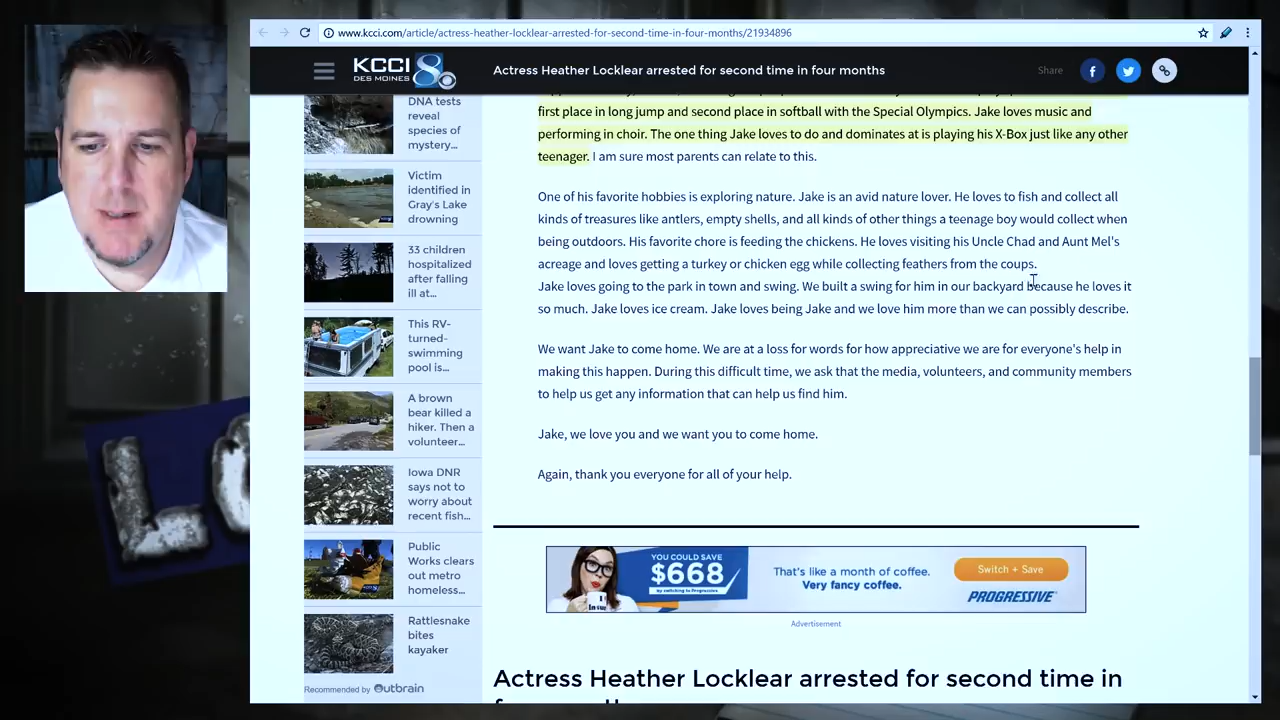 www.kcci.com/article/actress-heather-locklear-arrested-for-second-time-in-four-months/21934896
KCCI 8
DES MOINES
Actress Heather Locklear arrested for second time in four months
Share
DNA tests
reveal
species of
mystery...
Victim
identified in
Gray's Lake
drowning
33 children
hospitalized
after falling
ill at...
This RV-
turned-
swimming
pool is...
A brown
bear killed a
hiker. Then a
volunteer...
Iowa DNR
says not to
worry about
recent fish...
Public
Works clears
out metro
homeless...
Rattlesnake
bites
kayaker
Recommended by Outbrain
first place in long jump and second place in softball with the Special Olympics. Jake loves music and
performing in choir. The one thing Jake loves to do and dominates at is playing his X-Box just like any other
teenager. I am sure most parents can relate to this.
One of his favorite hobbies is exploring nature. Jake is an avid nature lover. He loves to fish and collect all
kinds of treasures like antlers, empty shells, and all kinds of other things a teenage boy would collect when
being outdoors. His favorite chore is feeding the chickens. He loves visiting his Uncle Chad and Aunt Mel's
acreage and loves getting a turkey or chicken egg while collecting feathers from the coups.
Jake loves going to the park in town and swing. We built a swing for him in our backyard because he loves it
so much. Jake loves ice cream. Jake loves being Jake and we love him more than we can possibly describe.
We want Jake to come home. We are at a loss for words for how appreciative we are for everyone's help in
making this happen. During this difficult time, we ask that the media, volunteers, and community members
to help us get any information that can help us find him.
Jake, we love you and we want you to come home.
Again, thank you everyone for all of your help.
YOU COULD SAVE
$668
by switching to Progressive
That's like a month of coffee.
Very fancy coffee.
Switch + Save
PROGRESSIVE
Advertisement
Actress Heather Locklear arrested for second time in
LO